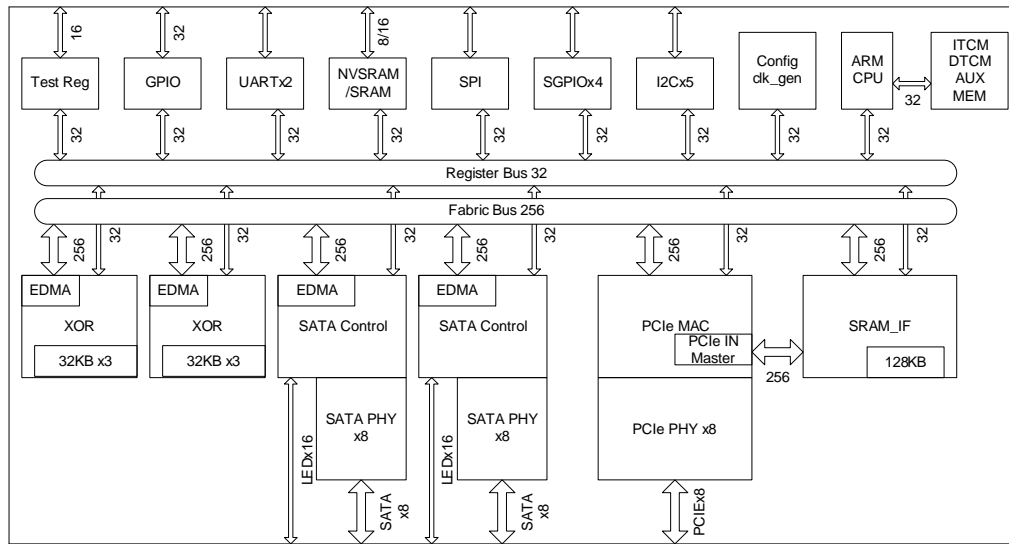 16
32
8/16
Test Reg
GPIO
UARTx2
NVSRAM
/SRAM
SPI
SGPIOx4
I2Cx5
Config
clk_gen
ARM
CPU
32
ITCM
DTCM
AUX
MEM
32
32
32
32
32
32
32
32
32
Register Bus 32
Fabric Bus 256
256
32
256
32
256
32
256
32
256
32
256
32
EDMA
XOR
32KB x3
EDMA
XOR
32KB x3
EDMA
SATA Control
EDMA
SATA Control
PCIe MAC
PCIe IN
Master
256
SRAM_IF
128KB
LEDx16
SATA PHY
x8
LEDx16
SATA PHY
x8
PCIe PHY x8
SATA
x8
SATA
x8
PCIEx8